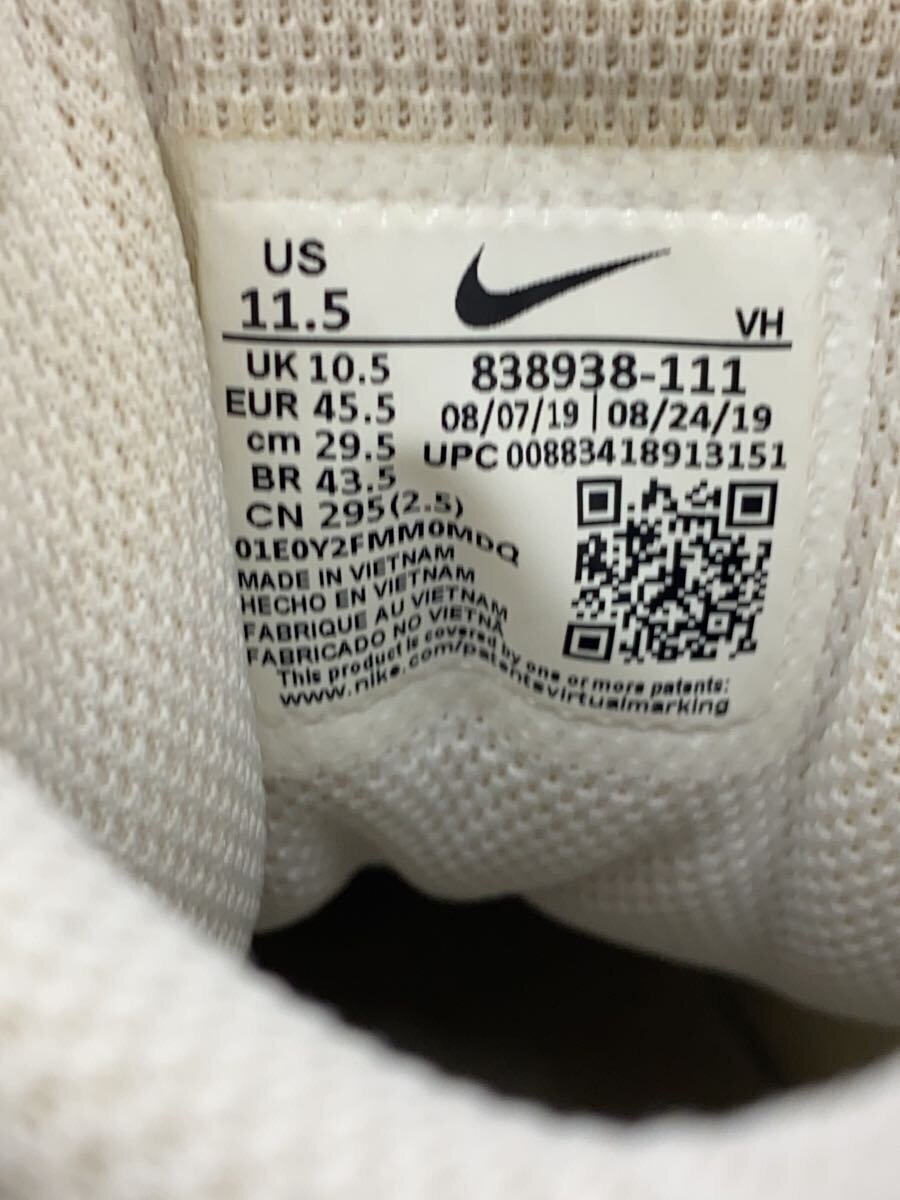 US
11.5
VH
UK 10.5
EUR 45.5
cm 29.5
BR 43.5
CN 295(2.5)
838938-111
08/07/19 | 08/24/19
UPC 00883418913151
01E0Y2FMM0MDQ
MADE IN VIETNAM
HECHO EN VIETNAM
FABRIQUE AU VIETNAM
FABRICADO NO VIETNÃ
This product is covered by one or more patents:
www.nike.com/patentsvirtualmarking